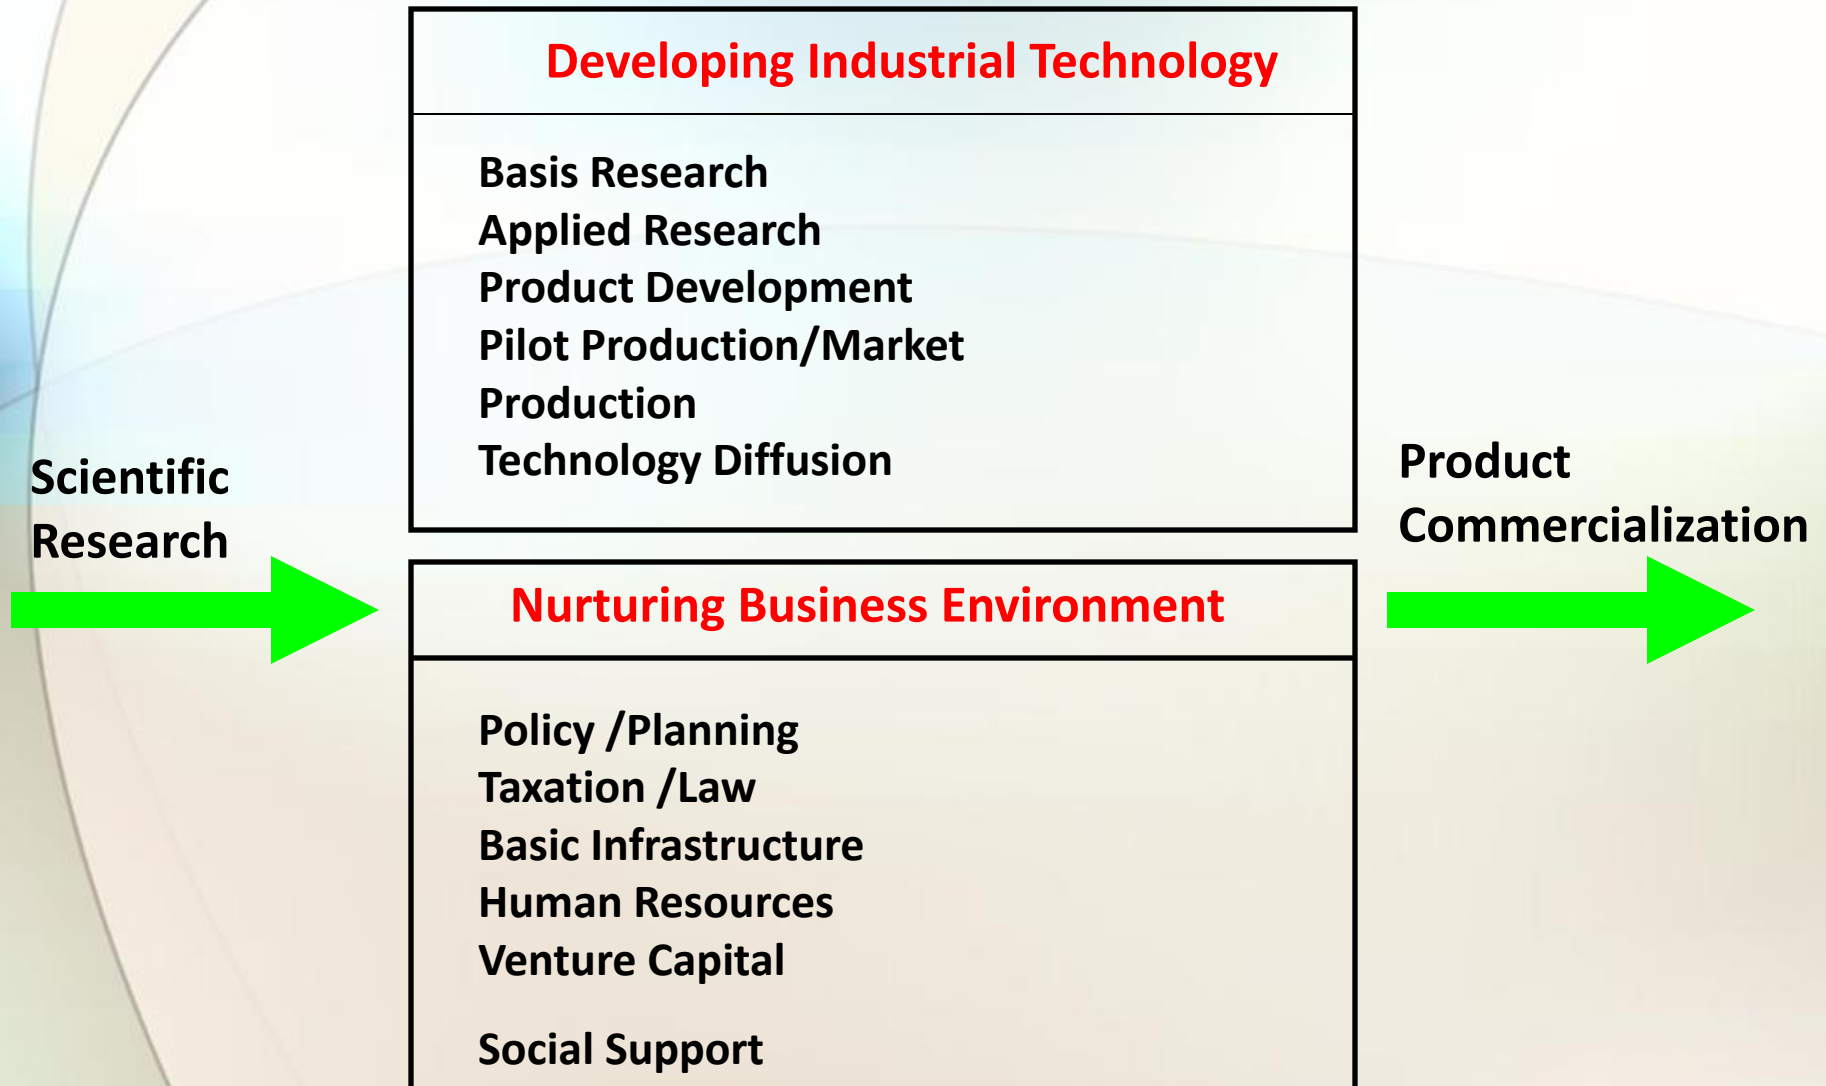 Developing Industrial Technology
Basis Research
Applied Research
Product Development
Pilot Production/Market
Production
Technology Diffusion
Scientific
Research
Product
Commercialization
Nurturing Business Environment
Policy /Planning
Taxation /Law
Basic Infrastructure
Human Resources
Venture Capital
Social Support